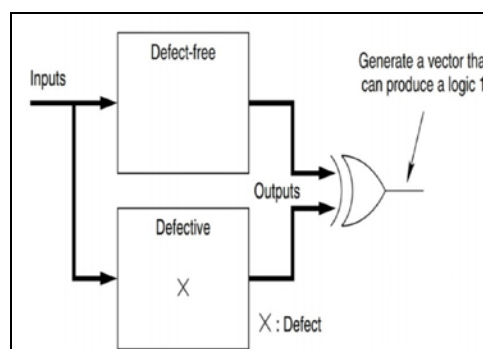 Defect-free
Generate a vector tha
can produce a logic 1
Inputs
Outputs
Defective
X
X : Defect